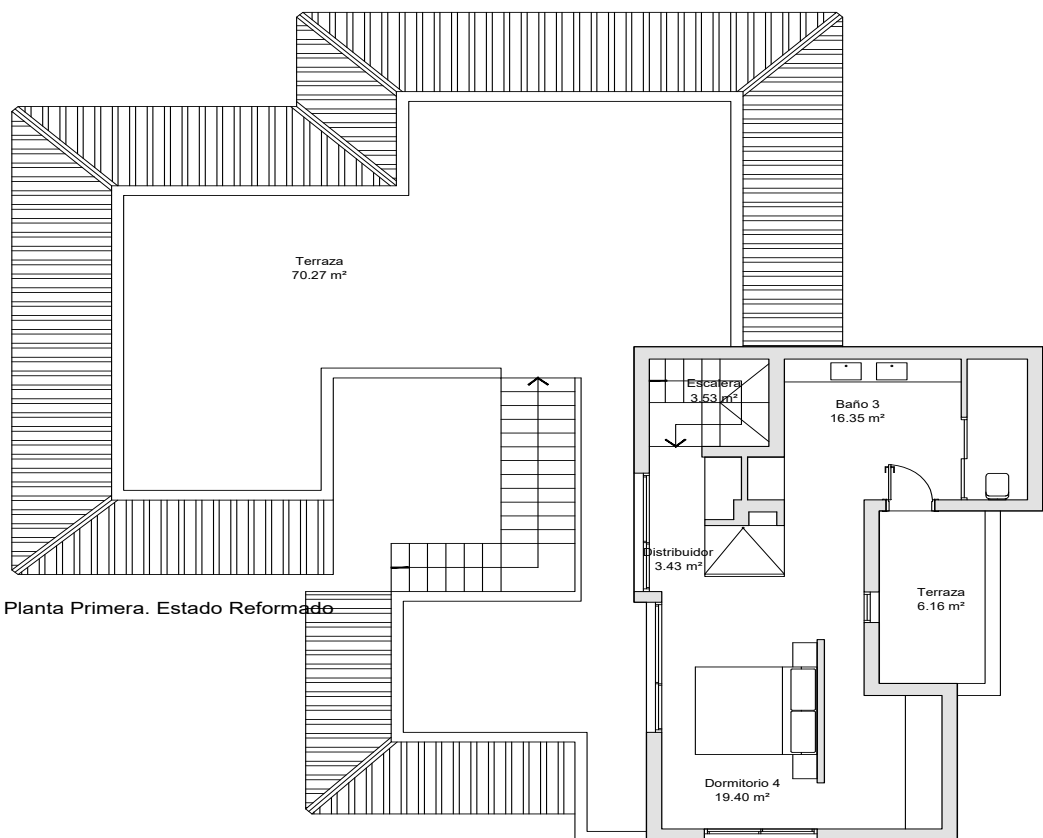 Terraza
70.27 m²
Escalera
3.53 m²
Baño 3
16.35 m²
Distribuidor
3.43 m²
Terraza
6.16 m²
Planta Primera. Estado Reformado
Dormitorio 4
19.40 m²